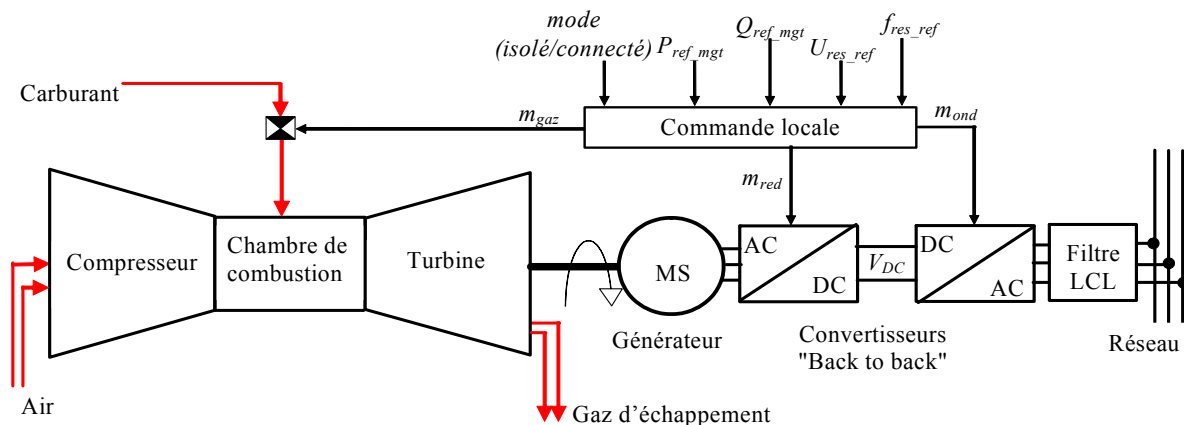 mode
(isolé/connecté)
P_ref_mgt
Q_ref_mgt
U_res_ref
f_res_ref
Carburant
m_gaz
Commande locale
m_ond
m_red
Compresseur
Chambre de
combustion
Turbine
MS
AC
DC
V_DC
DC
AC
Filtre
LCL
Générateur
Convertisseurs
"Back to back"
Réseau
Air
Gaz d’échappement